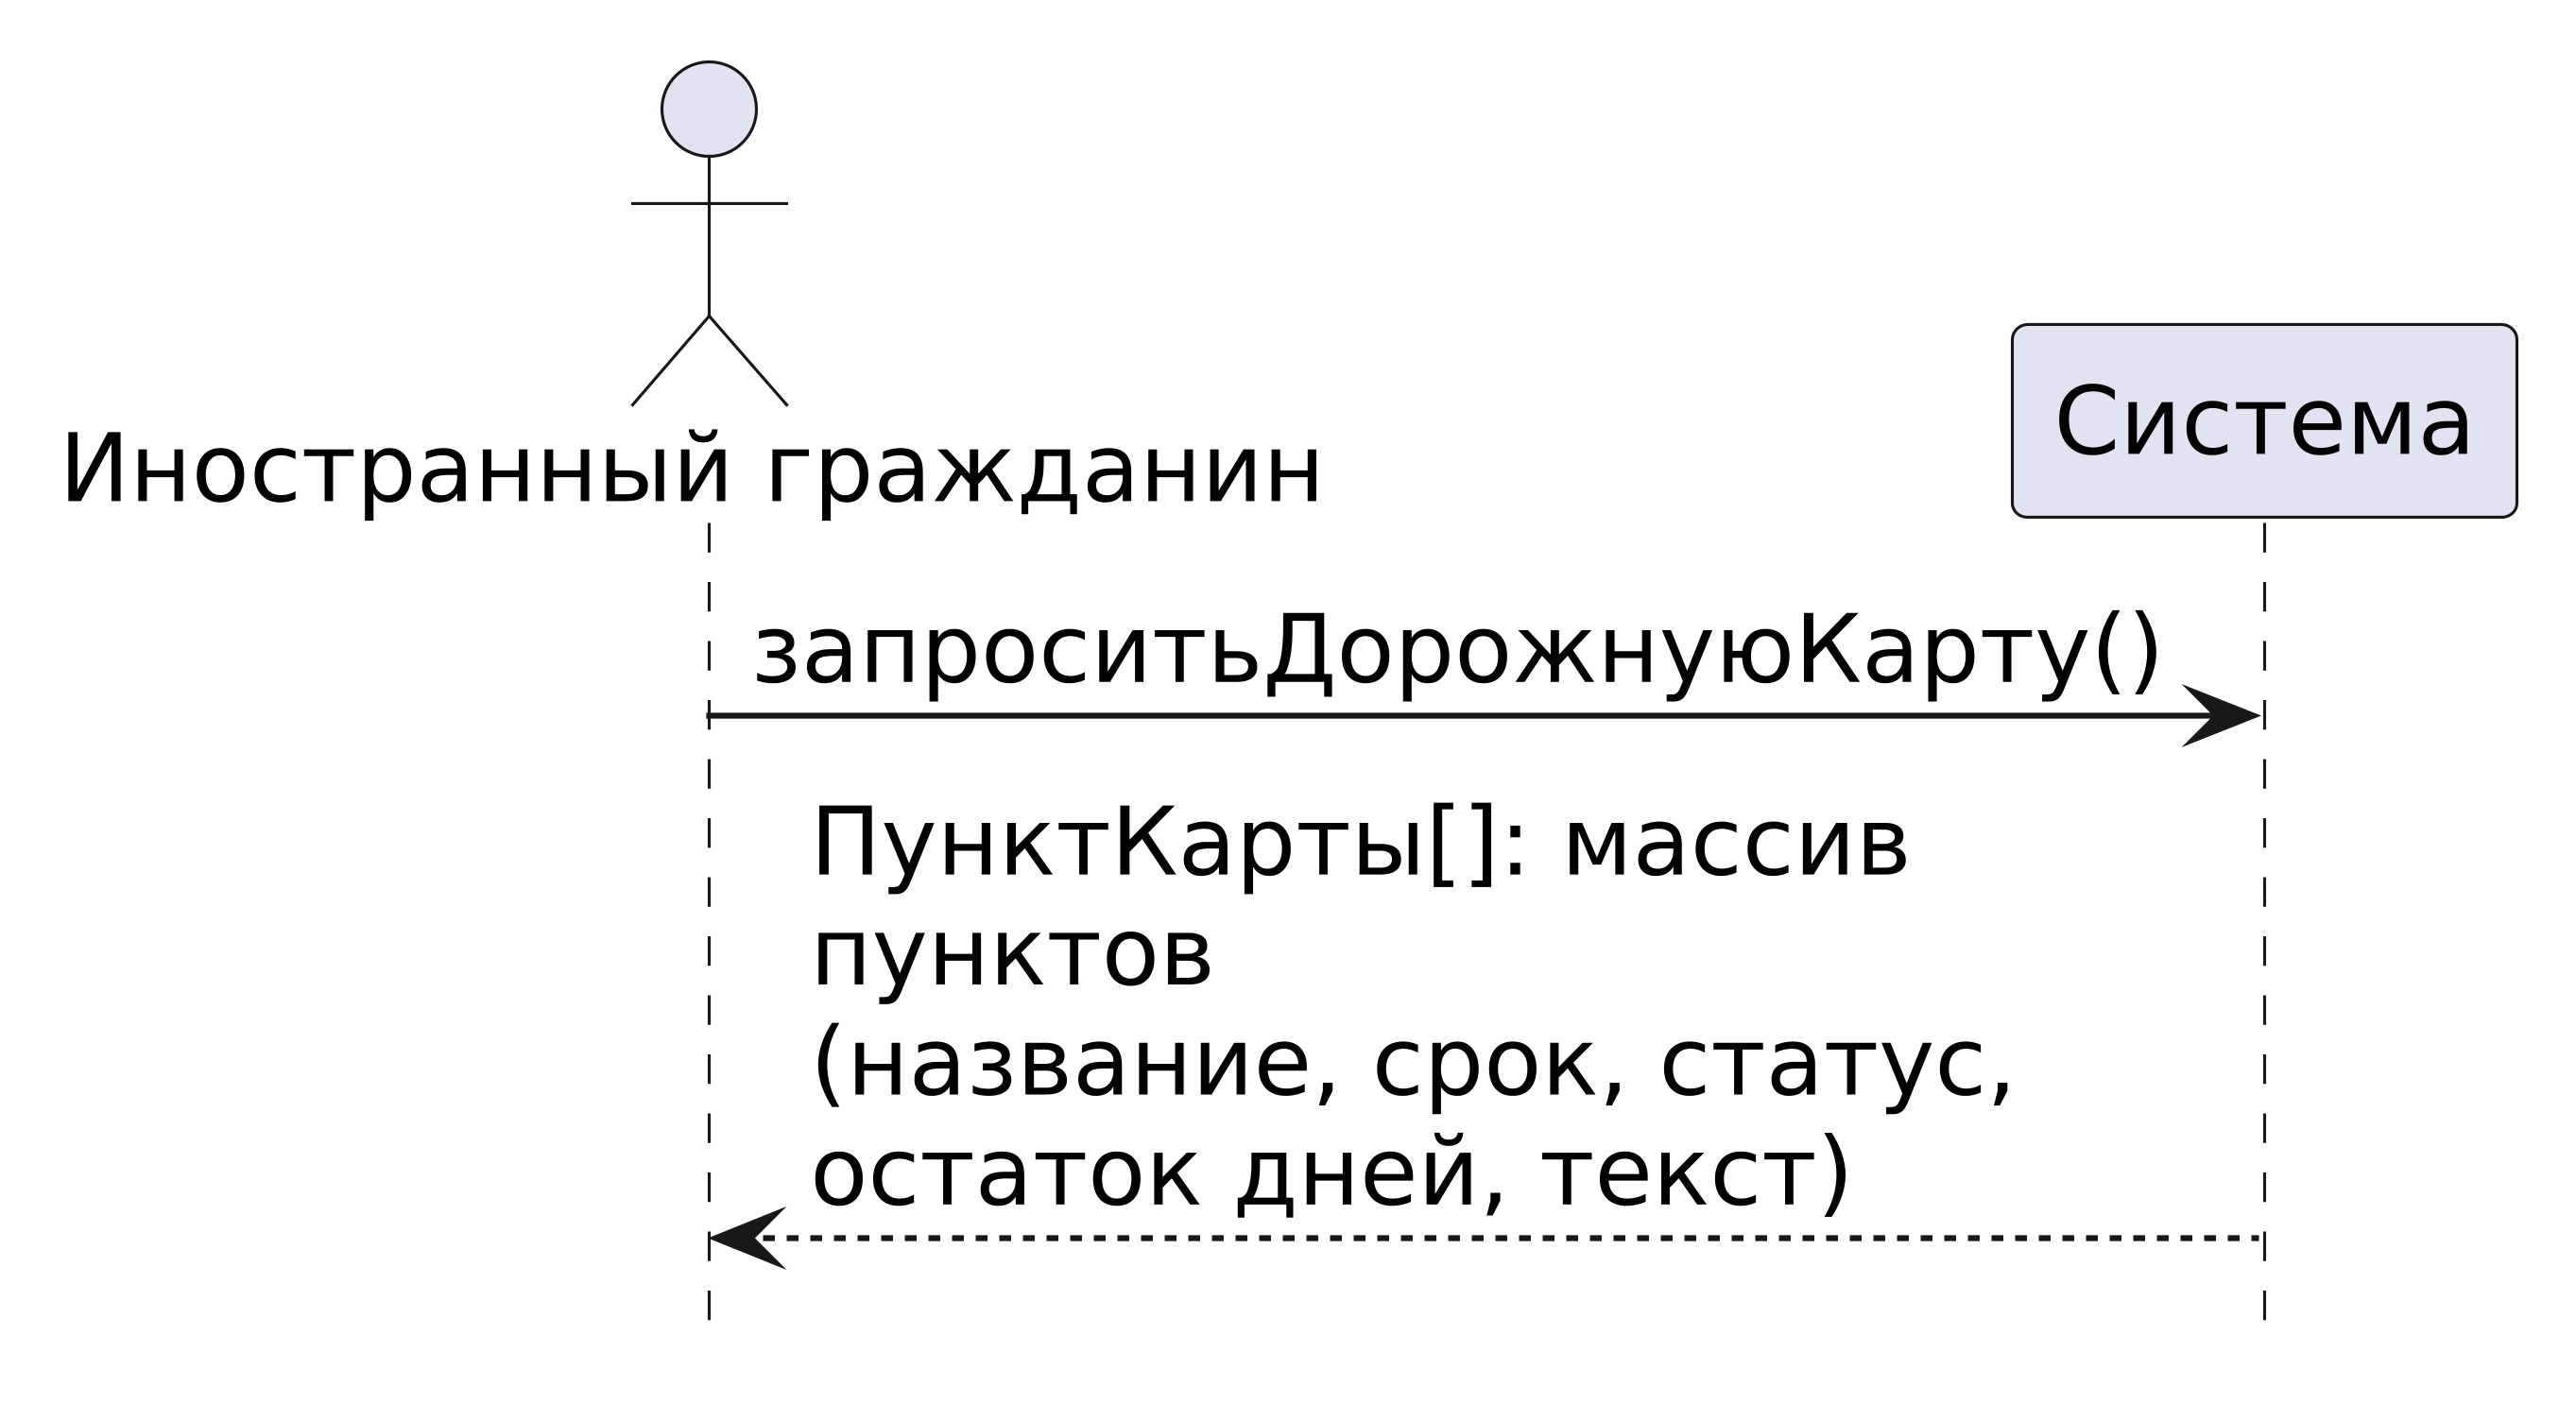 Иностранный гражданин
Система
запроситьДорожнуюКарту()
ПунктКарты[]: массив
пунктов
(название, срок, статус,
остаток дней, текст)